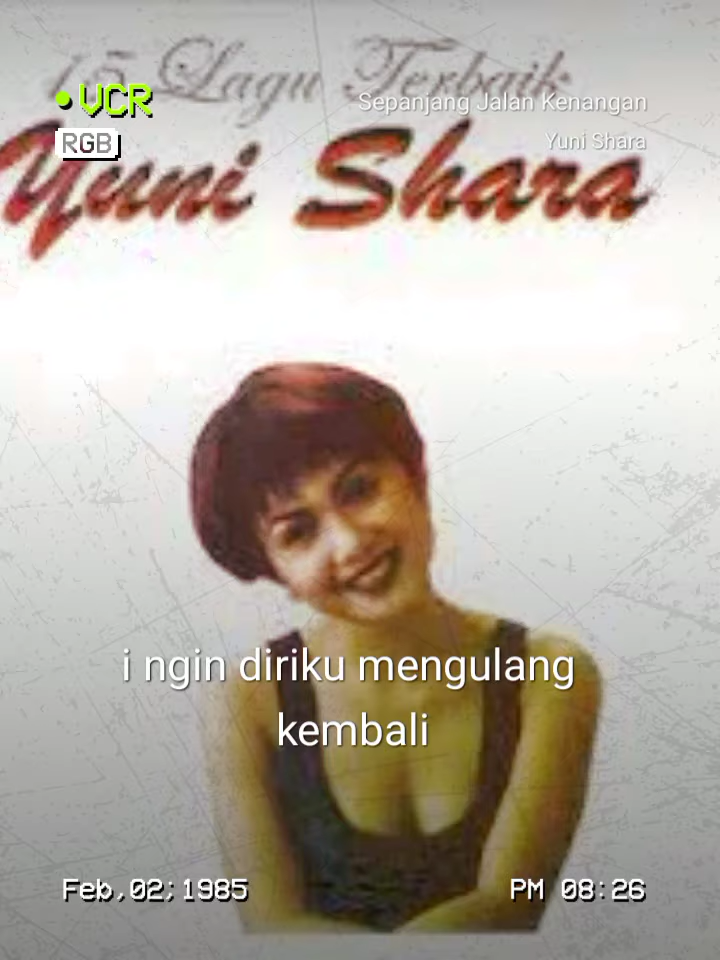 15 Lagu Terbaik
VCR
Sepanjang Jalan Kenangan
RGB
Yuni Shara
Yuni Shara
i ngin diriku mengulang
kembali
Feb,02;1985
PM 08:26